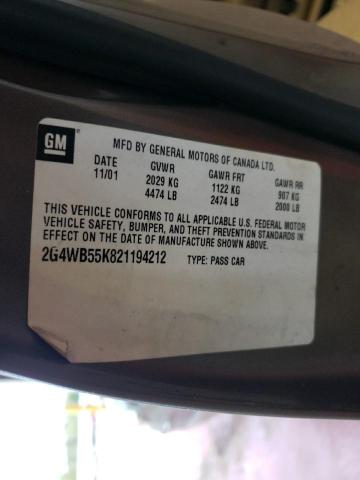 GM
MFD BY GENERAL MOTORS OF CANADA LTD.
DATE GVWR GAWR FRT GAWR RR
11/01 2029 KG 1122 KG 907 KG
4474 LB 2474 LB 2000 LB
THIS VEHICLE CONFORMS TO ALL APPLICABLE U.S. FEDERAL MOTOR
VEHICLE SAFETY, BUMPER, AND THEFT PREVENTION STANDARDS IN
EFFECT ON THE DATE OF MANUFACTURE SHOWN ABOVE.
2G4WB55K821194212 TYPE: PASS CAR